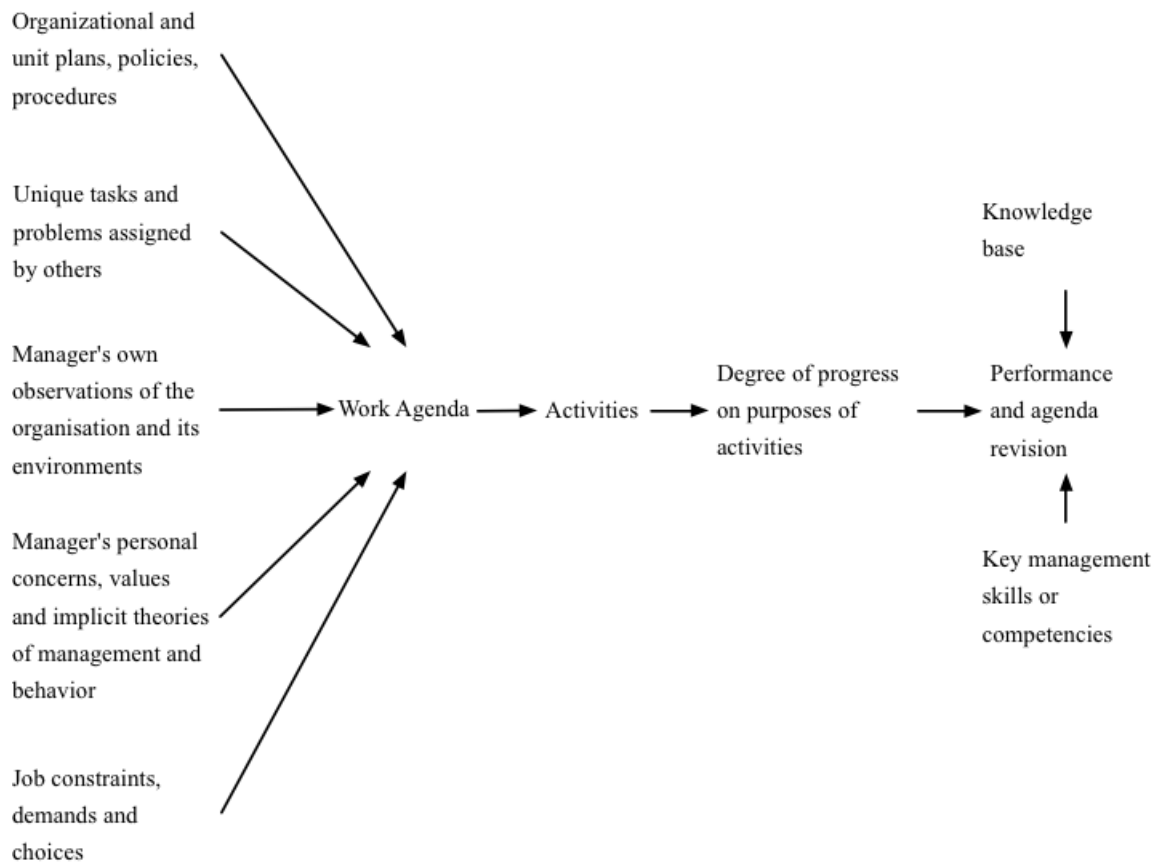 Organizational and
unit plans, policies,
procedures
Unique tasks and
problems assigned
by others
Manager's own
observations of the
organisation and its
environments
Manager's personal
concerns, values
and implicit theories
of management and
behavior
Job constraints,
demands and
choices
Work Agenda
Activities
Degree of progress
on purposes of
activities
Knowledge
base
Performance
and agenda
revision
Key management
skills or
competencies